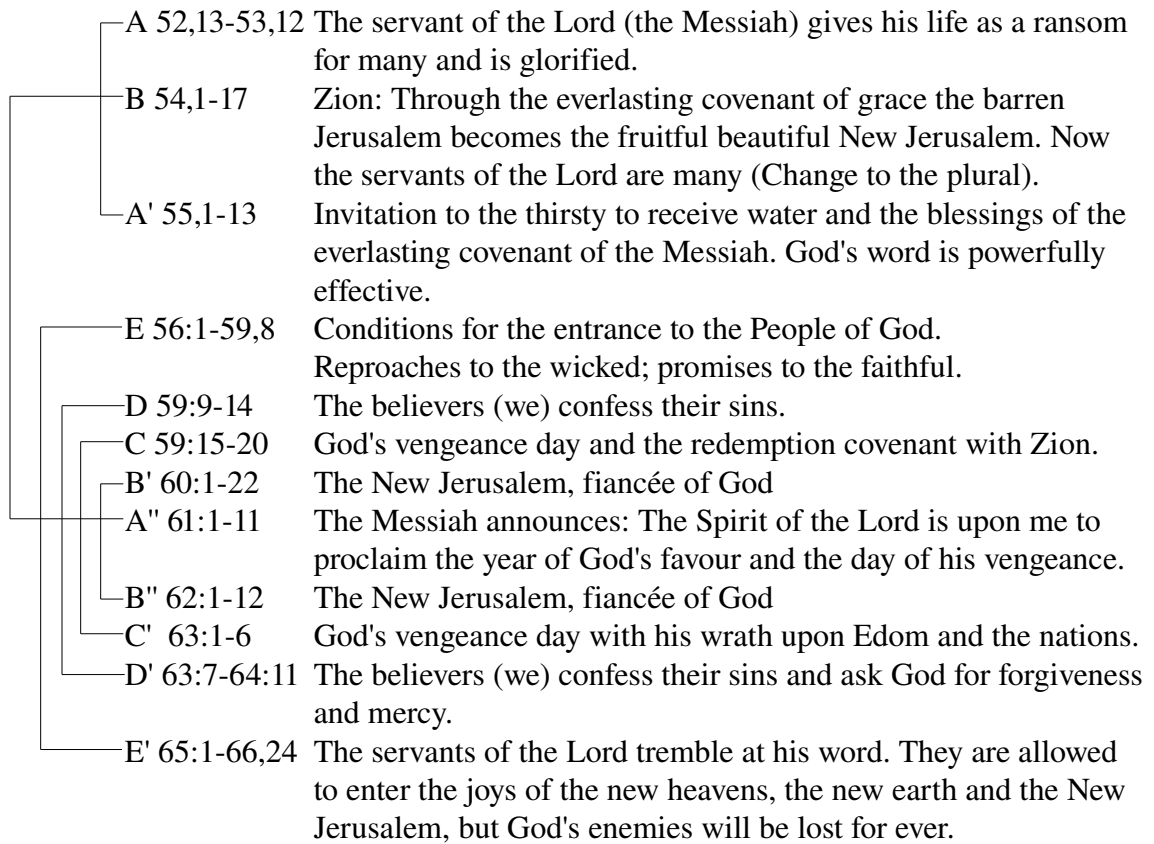 A 52,13-53,12 The servant of the Lord (the Messiah) gives his life as a ransom
for many and is glorified.
B 54,1-17 Zion: Through the everlasting covenant of grace the barren
Jerusalem becomes the fruitful beautiful New Jerusalem. Now
the servants of the Lord are many (Change to the plural).
A' 55,1-13 Invitation to the thirsty to receive water and the blessings of the
everlasting covenant of the Messiah. God's word is powerfully
effective.
E 56:1-59,8 Conditions for the entrance to the People of God.
Reproaches to the wicked; promises to the faithful.
D 59:9-14 The believers (we) confess their sins.
C 59:15-20 God's vengeance day and the redemption covenant with Zion.
B' 60:1-22 The New Jerusalem, fiancée of God
A'' 61:1-11 The Messiah announces: The Spirit of the Lord is upon me to
proclaim the year of God's favour and the day of his vengeance.
B'' 62:1-12 The New Jerusalem, fiancée of God
C' 63:1-6 God's vengeance day with his wrath upon Edom and the nations.
D' 63:7-64:11 The believers (we) confess their sins and ask God for forgiveness
and mercy.
E' 65:1-66,24 The servants of the Lord tremble at his word. They are allowed
to enter the joys of the new heavens, the new earth and the New
Jerusalem, but God's enemies will be lost for ever.